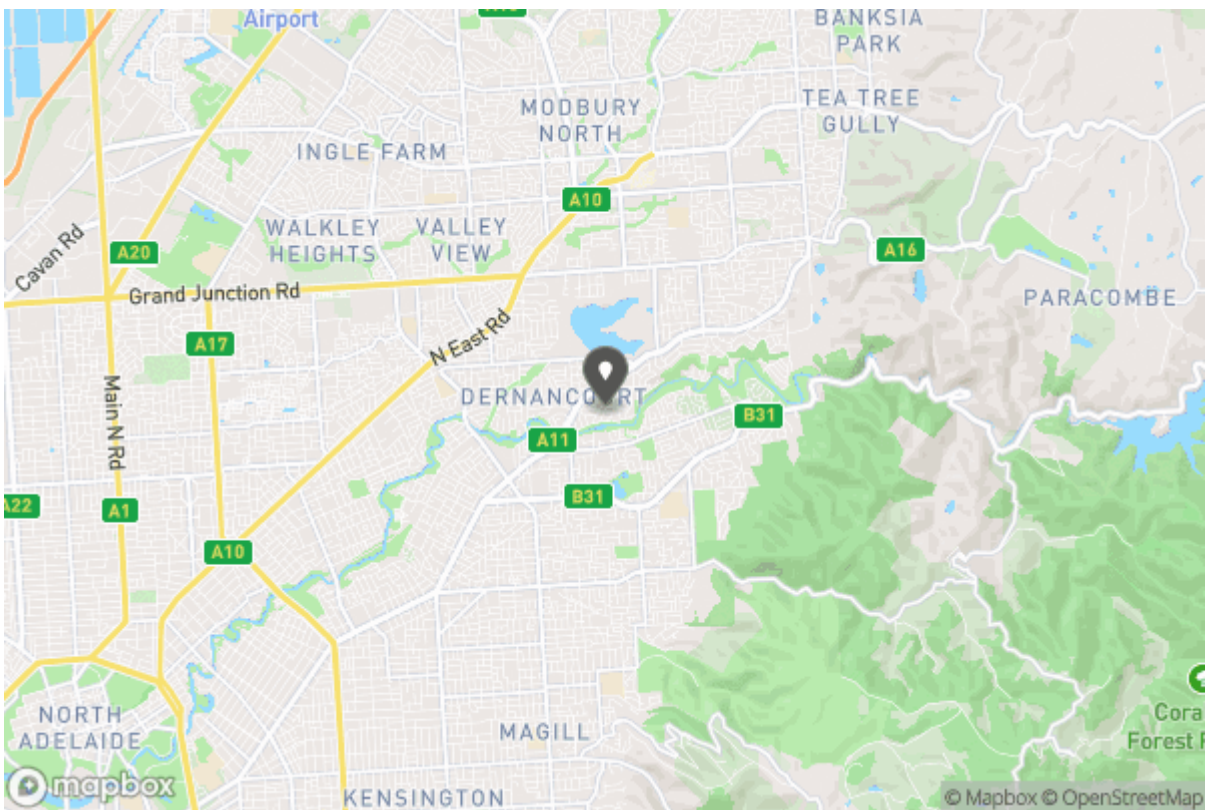 Airport
BANKSIA
PARK
MODBURY
NORTH
TEA TREE
GULLY
INGLE FARM
A10
WALKLEY
HEIGHTS
VALLEY
VIEW
Cavan Rd
A20
A16
Grand Junction Rd
PARACOMBE
N East Rd
A17
Main N Rd
DERNANCOURT
B31
A11
A22
A1
B31
A10
NORTH
ADELAIDE
MAGILL
Cora
Forest
mapbox
KENSINGTON
© Mapbox © OpenStreetMap